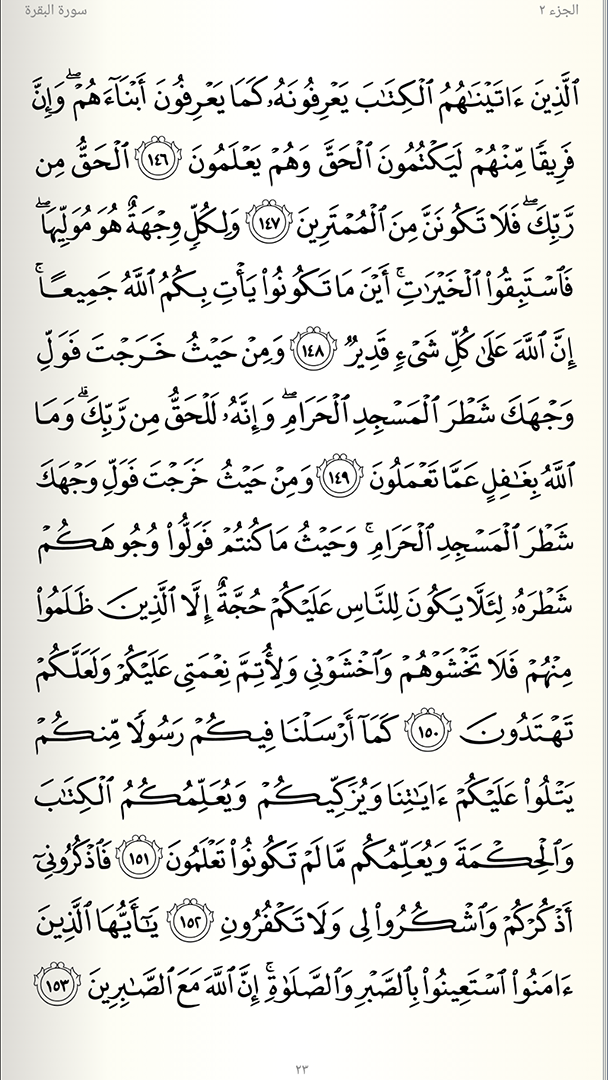 الجزء ٢
سورة البقرة
ٱلَّذِينَ ءَاتَيْنَٰهُمُ ٱلْكِتَٰبَ يَعْرِفُونَهُۥ كَمَا يَعْرِفُونَ أَبْنَآءَهُمْ ۖ وَإِنَّ
فَرِيقًا مِّنْهُمْ لَيَكْتُمُونَ ٱلْحَقَّ وَهُمْ يَعْلَمُونَ ١٤٦ ٱلْحَقُّ مِن
رَّبِّكَ ۖ فَلَا تَكُونَنَّ مِنَ ٱلْمُمْتَرِينَ ١٤٧ وَلِكُلٍّ وِجْهَةٌ هُوَ مُوَلِّيهَا ۖ
فَٱسْتَبِقُوا۟ ٱلْخَيْرَٰتِ ۚ أَيْنَ مَا تَكُونُوا۟ يَأْتِ بِكُمُ ٱللَّهُ جَمِيعًا ۚ
إِنَّ ٱللَّهَ عَلَىٰ كُلِّ شَىْءٍ قَدِيرٌ ١٤٨ وَمِنْ حَيْثُ خَرَجْتَ فَوَلِّ
وَجْهَكَ شَطْرَ ٱلْمَسْجِدِ ٱلْحَرَامِ ۖ وَإِنَّهُۥ لَلْحَقُّ مِن رَّبِّكَ ۗ وَمَا
ٱللَّهُ بِغَٰفِلٍ عَمَّا تَعْمَلُونَ ١٤٩ وَمِنْ حَيْثُ خَرَجْتَ فَوَلِّ وَجْهَكَ
شَطْرَ ٱلْمَسْجِدِ ٱلْحَرَامِ ۚ وَحَيْثُ مَا كُنتُمْ فَوَلُّوا۟ وُجُوهَكُمْ
شَطْرَهُۥ لِئَلَّا يَكُونَ لِلنَّاسِ عَلَيْكُمْ حُجَّةٌ إِلَّا ٱلَّذِينَ ظَلَمُوا۟
مِنْهُمْ فَلَا تَخْشَوْهُمْ وَٱخْشَوْنِى وَلِأُتِمَّ نِعْمَتِى عَلَيْكُمْ وَلَعَلَّكُمْ
تَهْتَدُونَ ١٥٠ كَمَآ أَرْسَلْنَا فِيكُمْ رَسُولًا مِّنكُمْ
يَتْلُوا۟ عَلَيْكُمْ ءَايَٰتِنَا وَيُزَكِّيكُمْ وَيُعَلِّمُكُمُ ٱلْكِتَٰبَ
وَٱلْحِكْمَةَ وَيُعَلِّمُكُم مَّا لَمْ تَكُونُوا۟ تَعْلَمُونَ ١٥١ فَٱذْكُرُونِىٓ
أَذْكُرْكُمْ وَٱشْكُرُوا۟ لِى وَلَا تَكْفُرُونِ ١٥٢ يَٰٓأَيُّهَا ٱلَّذِينَ
ءَامَنُوا۟ ٱسْتَعِينُوا۟ بِٱلصَّبْرِ وَٱلصَّلَوٰةِ ۚ إِنَّ ٱللَّهَ مَعَ ٱلصَّٰبِرِينَ ١٥٣
٢٣